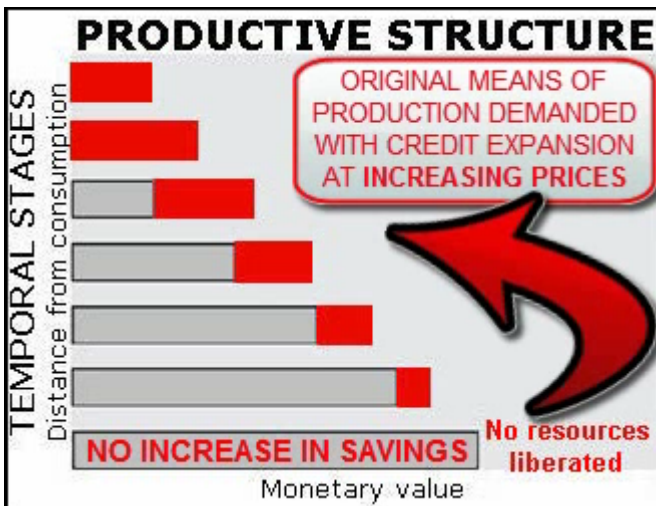 PRODUCTIVE STRUCTURE
TEMPORAL STAGES
Distance from consumption
ORIGINAL MEANS OF
PRODUCTION DEMANDED
WITH CREDIT EXPANSION
AT INCREASING PRICES
NO INCREASE IN SAVINGS
No resources
liberated
Monetary value